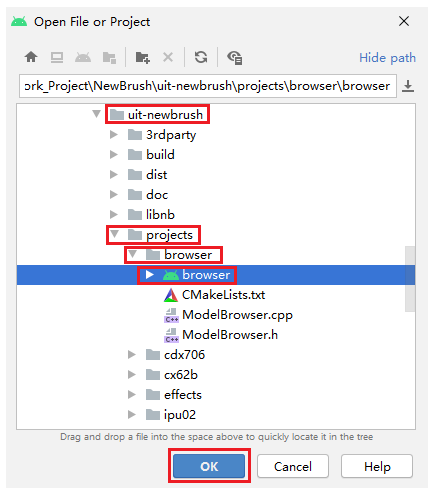 Open File or Project
Hide path
ork_Project\NewBrush\uit-newbrush\projects\browser\browser
uit-newbrush
3rdparty
build
dist
doc
libnb
projects
browser
browser
CMakeLists.txt
ModelBrowser.cpp
ModelBrowser.h
cdx706
cx62b
effects
ipu02
Drag and drop a file into the space above to quickly locate it in the tree
OK
Cancel
Help